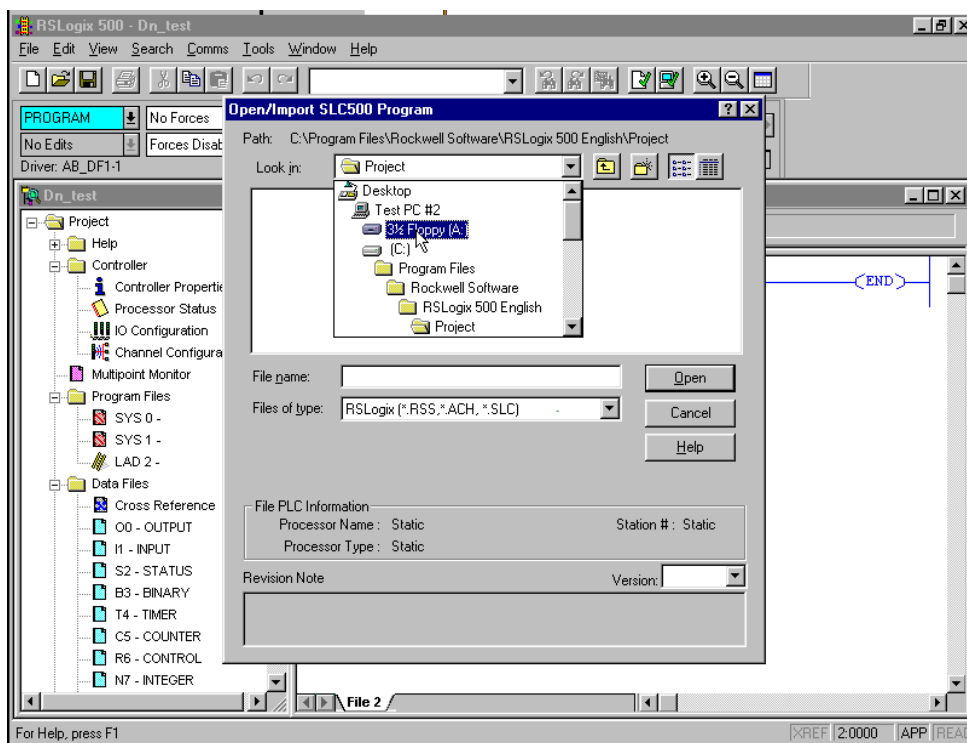 RSLogix 500 - Dn_test
File Edit View Search Comms Tools Window Help
PROGRAM
No Forces
No Edits
Forces Disab
Driver: AB_DF1-1
Open/Import SLC500 Program
Path: C:\Program Files\Rockwell Software\RSLogix 500 English\Project
Look in: Project
Desktop
Test PC #2
3½ Floppy (A:
(C:)
Program Files
Rockwell Software
RSLogix 500 English
Project
File name:
Open
Files of type: RSLogix (*.RSS,*.ACH, *.SLC)
Cancel
Help
File PLC Information
Processor Name : Static
Station # : Static
Processor Type : Static
Revision Note
Version:
Dn_test
Project
Help
Controller
Controller Propertie
Processor Status
IO Configuration
Channel Configura
Multipoint Monitor
Program Files
SYS 0 -
SYS 1 -
LAD 2 -
Data Files
Cross Reference
O0 - OUTPUT
I1 - INPUT
S2 - STATUS
B3 - BINARY
T4 - TIMER
C5 - COUNTER
R6 - CONTROL
N7 - INTEGER
END
File 2
For Help, press F1
XREF 2:0000 APP READ